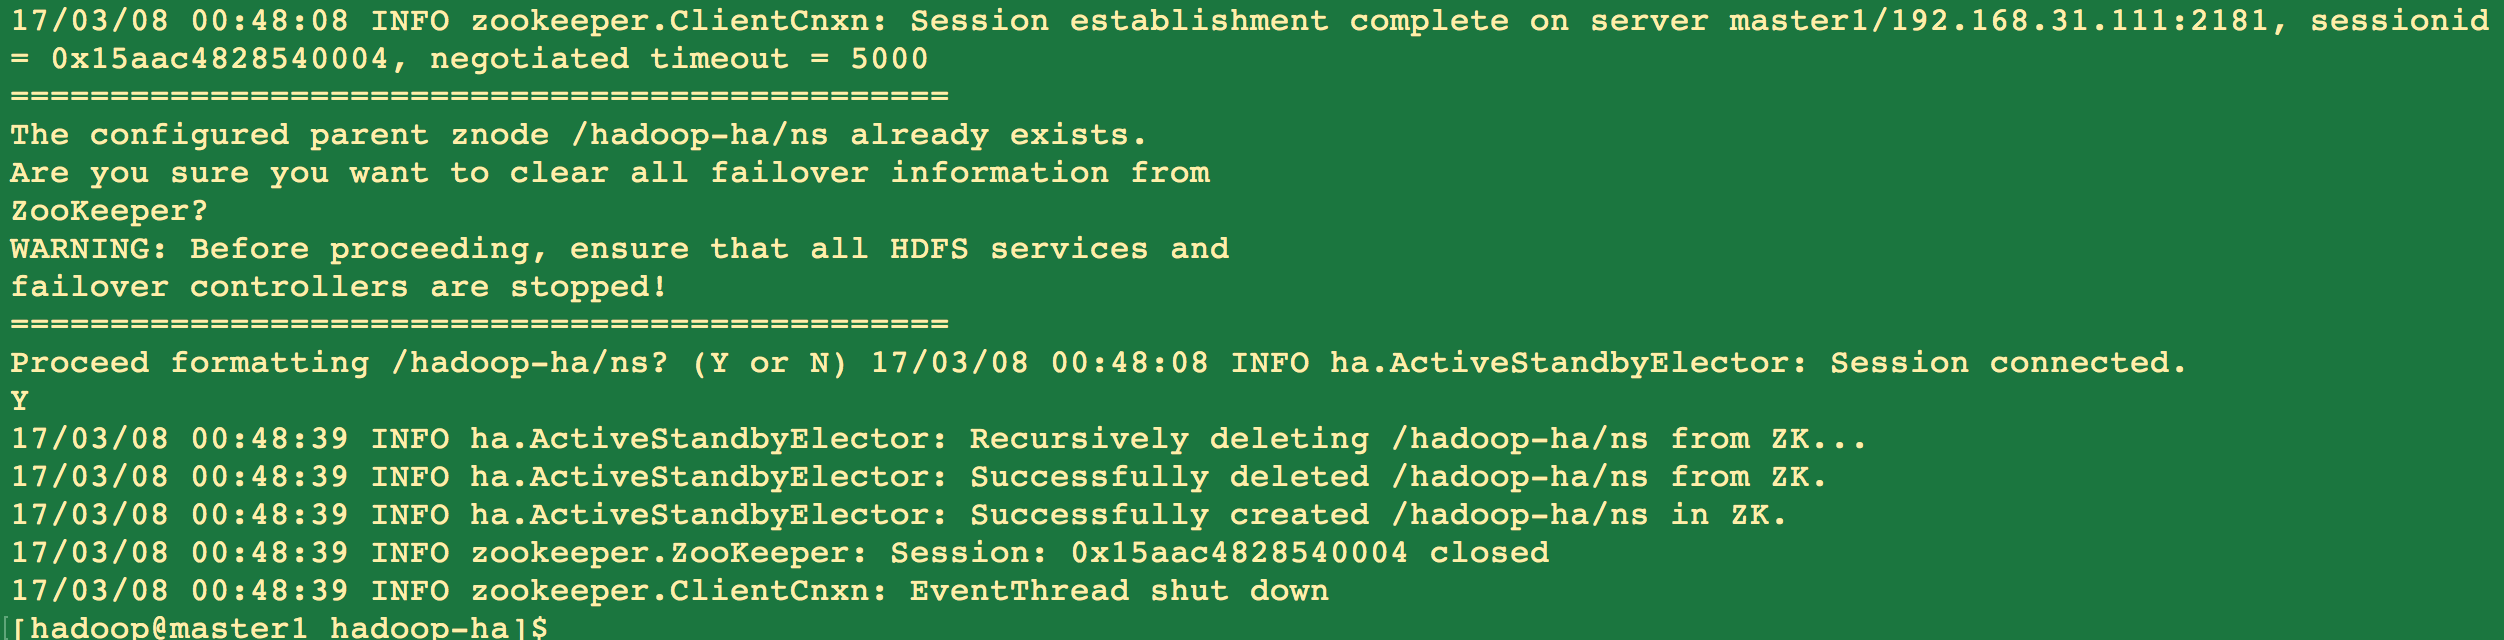 17/03/08 00:48:08 INFO zookeeper.ClientCnxn: Session establishment complete on server master1/192.168.31.111:2181, sessionid
= 0x15aac4828540004, negotiated timeout = 5000
===============================================
The configured parent znode /hadoop-ha/ns already exists.
Are you sure you want to clear all failover information from
ZooKeeper?
WARNING: Before proceeding, ensure that all HDFS services and
failover controllers are stopped!
===============================================
Proceed formatting /hadoop-ha/ns? (Y or N) 17/03/08 00:48:08 INFO ha.ActiveStandbyElector: Session connected.
Y
17/03/08 00:48:39 INFO ha.ActiveStandbyElector: Recursively deleting /hadoop-ha/ns from ZK...
17/03/08 00:48:39 INFO ha.ActiveStandbyElector: Successfully deleted /hadoop-ha/ns from ZK.
17/03/08 00:48:39 INFO ha.ActiveStandbyElector: Successfully created /hadoop-ha/ns in ZK.
17/03/08 00:48:39 INFO zookeeper.ZooKeeper: Session: 0x15aac4828540004 closed
17/03/08 00:48:39 INFO zookeeper.ClientCnxn: EventThread shut down
[hadoop@master1 hadoop-ha]$